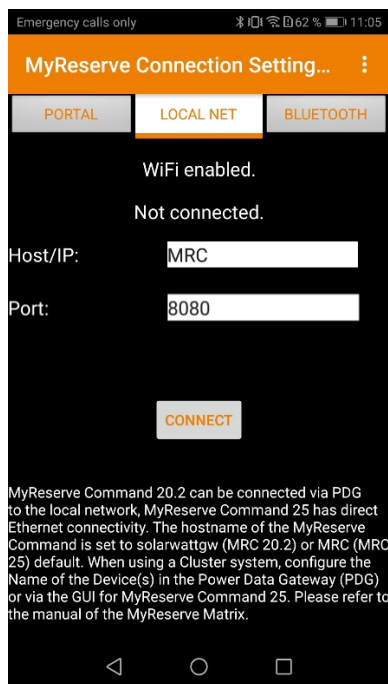 Emergency calls only 62 % 11:05
MyReserve Connection Setting...
PORTAL LOCAL NET BLUETOOTH
WiFi enabled.
Not connected.
Host/IP: MRC
Port: 8080
CONNECT
MyReserve Command 20.2 can be connected via PDG
to the local network, MyReserve Command 25 has direct
Ethernet connectivity. The hostname of the MyReserve
Command is set to solarwattgw (MRC 20.2) or MRC (MRC
25) default. When using a Cluster system, configure the
Name of the Device(s) in the Power Data Gateway (PDG)
or via the GUI for MyReserve Command 25. Please refer to
the manual of the MyReserve Matrix.